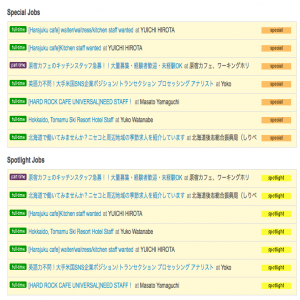 Special Jobs
full-time [Harajuku cafe] waiter/waitress/kitchen staff wanted at YUICHI HIROTA special
full-time [Harajuku cafe]Kitchen staff wanted at YUICHI HIROTA special
part-time 原宿カフェのキッチンスタッフ急募！！大量募集・経験者歓迎・未経験OK at 原宿カフェ，ワーキング special
full-time 英語力不問！大手米国SNS企業ポジション/トランセクション プロセッシング アナリスト at Yoko special
full-time [HARD ROCK CAFE UNIVERSAL]NEED STAFF！ at Masato Yamaguchi special
full-time Hokkaido, Tomamu Ski Resort Hotel Staff at Yuko Watanabe special
full-time 北海道で働いてみませんか？ニセコと周辺地域の季節求人を紹介しています at 北海道後志総合振興局（しりべ special
Spotlight Jobs
part-time 原宿カフェのキッチンスタッフ急募！！大量募集・経験者歓迎・未経験OK at 原宿カフェ，ワーキング spotlight
full-time 北海道で働いてみませんか？ニセコと周辺地域の季節求人を紹介しています at 北海道後志総合振興局（しりべ spotlight
full-time [Harajuku cafe]Kitchen staff wanted at YUICHI HIROTA spotlight
full-time Hokkaido, Tomamu Ski Resort Hotel Staff at Yuko Watanabe spotlight
full-time [Harajuku cafe] waiter/waitress/kitchen staff wanted at YUICHI HIROTA spotlight
full-time 英語力不問！大手米国SNS企業ポジション/トランセクション プロセッシング アナリスト at Yoko spotlight
full-time [HARD ROCK CAFE UNIVERSAL]NEED STAFF！ at Masato Yamaguchi spotlight